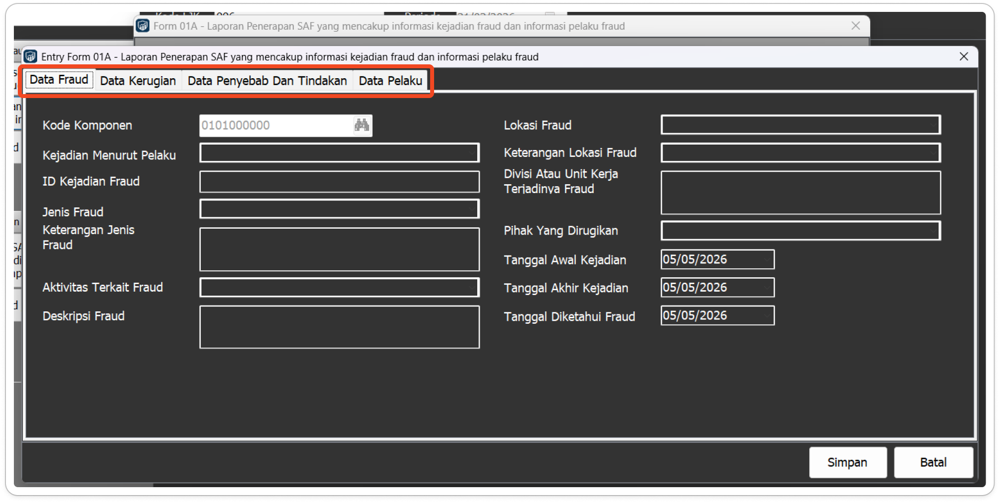 Form 01A - Laporan Penerapan SAF yang mencakup informasi kejadian fraud dan informasi pelaku fraud
Entry Form 01A - Laporan Penerapan SAF yang mencakup informasi kejadian fraud dan informasi pelaku fraud
Data Fraud Data Kerugian Data Penyebab Dan Tindakan Data Pelaku
Kode Komponen 0101000000
Kejadian Menurut Pelaku
ID Kejadian Fraud
Jenis Fraud
Keterangan Jenis
Fraud
Aktivitas Terkait Fraud
Deskripsi Fraud
Lokasi Fraud
Keterangan Lokasi Fraud
Divisi Atau Unit Kerja
Terjadinya Fraud
Pihak Yang Dirugikan
Tanggal Awal Kejadian 05/05/2026
Tanggal Akhir Kejadian 05/05/2026
Tanggal Diketahui Fraud 05/05/2026
Simpan Batal